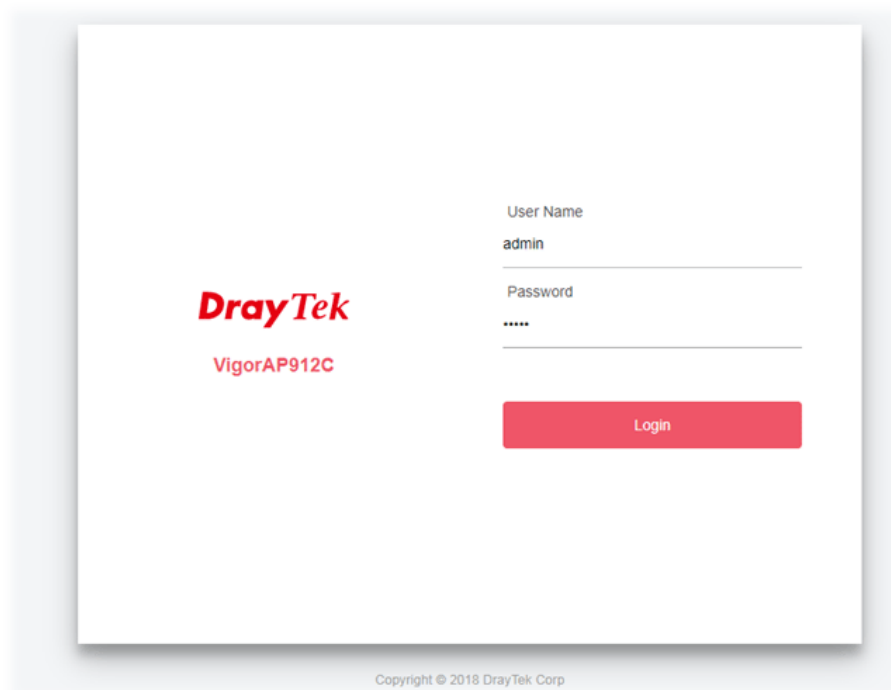 DrayTek
VigorAP912C
User Name
admin
Password
•••••
Login
Copyright © 2018 DrayTek Corp